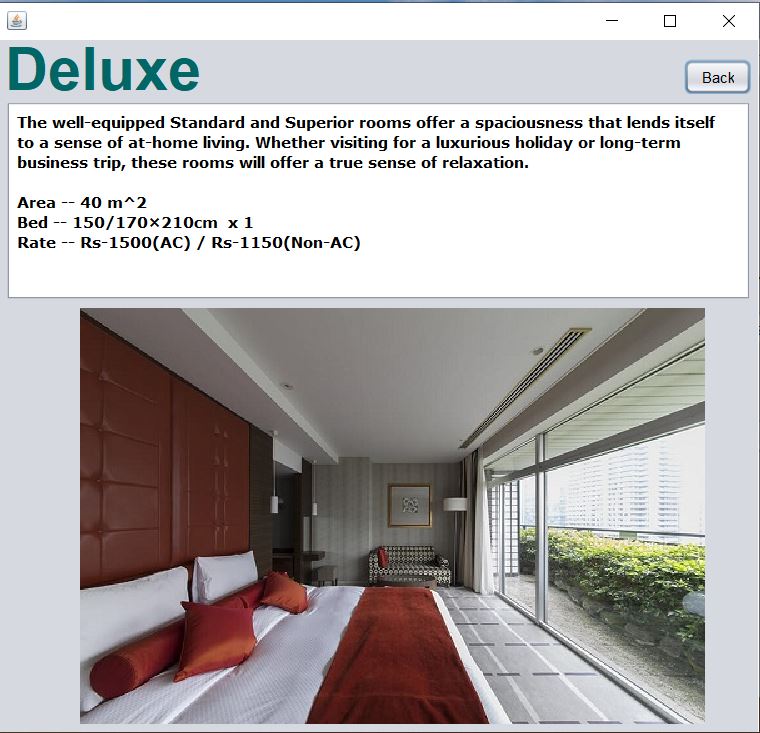 Deluxe
Back
The well-equipped Standard and Superior rooms offer a spaciousness that lends itself
to a sense of at-home living. Whether visiting for a luxurious holiday or long-term
business trip, these rooms will offer a true sense of relaxation.
Area -- 40 m^2
Bed -- 150/170×210cm  x 1
Rate -- Rs-1500(AC) / Rs-1150(Non-AC)